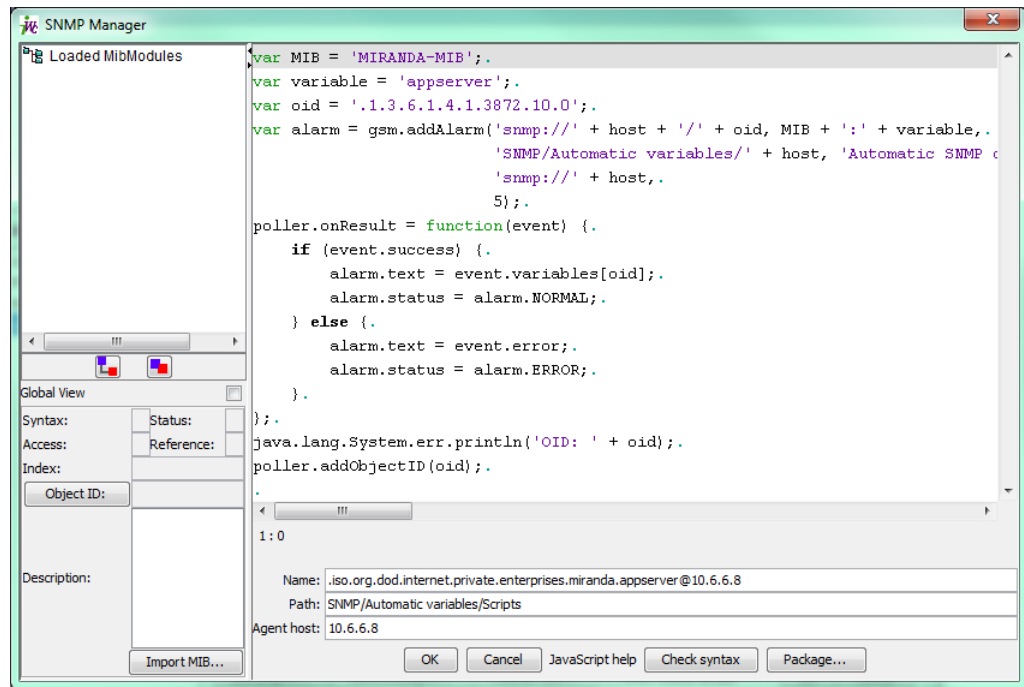 SNMP Manager
Loaded MibModules
Global View
Syntax:
Status:
Access:
Reference:
Index:
Object ID:
Description:
Import MIB...
var MIB = 'MIRANDA-MIB';.
var variable = 'appserver';.
var oid = '.1.3.6.1.4.1.3872.10.0';.
var alarm = gsm.addAlarm('snmp://' + host + '/' + oid, MIB + ':' + variable,.
'SNMP/Automatic variables/' + host, 'Automatic SNMP
'snmp://' + host,.
5);.
poller.onResult = function(event) {.
if (event.success) {.
alarm.text = event.variables[oid];.
alarm.status = alarm.NORMAL;.
} else {.
alarm.text = event.error;.
alarm.status = alarm.ERROR;.
}.
};.
java.lang.System.err.println('OID: ' + oid);.
poller.addObjectID(oid);.
.
1:0
Name: .iso.org.dod.internet.private.enterprises.miranda.appserver@10.6.6.8
Path: SNMP/Automatic variables/Scripts
Agent host: 10.6.6.8
OK Cancel JavaScript help Check syntax Package...